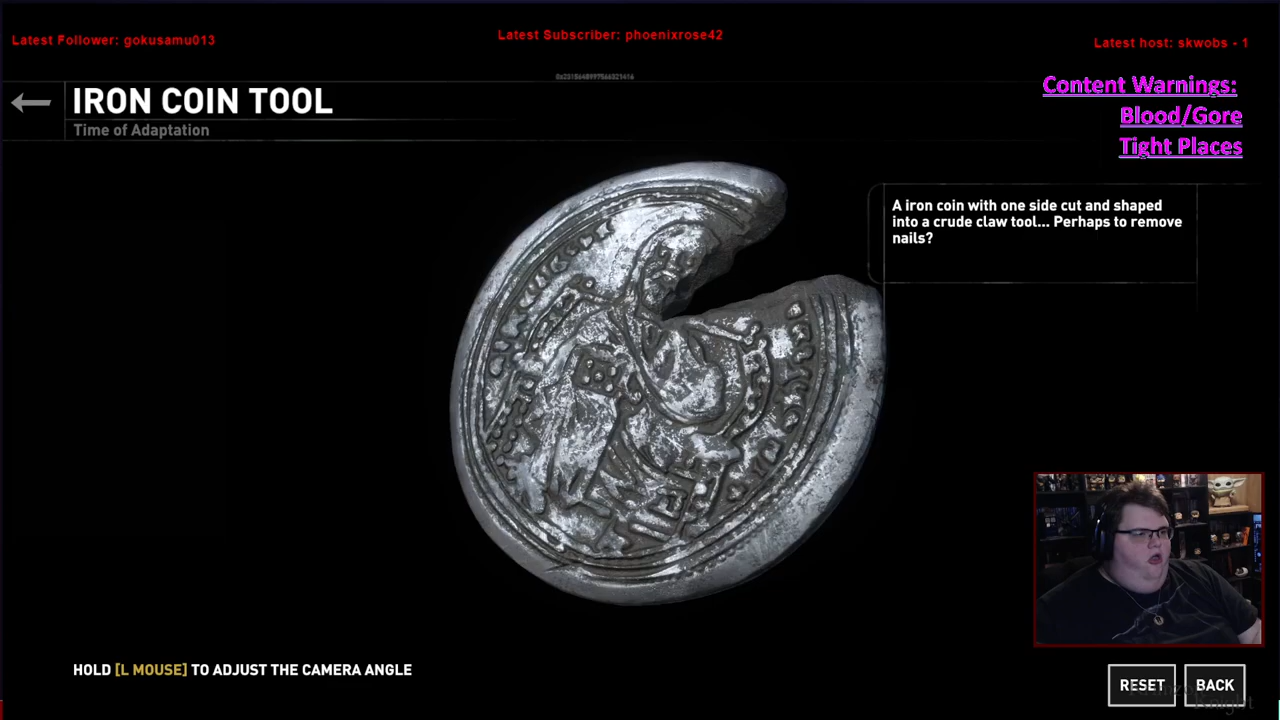 Latest Follower: gokusamu013
Latest Subscriber: phoenixrose42
Latest host: skwobs - 1
Content Warnings:
Blood/Gore
Tight Places
IRON COIN TOOL
Time of Adaptation
A iron coin with one side cut and shaped
into a crude claw tool... Perhaps to remove
nails?
HOLD [L MOUSE] TO ADJUST THE CAMERA ANGLE
RESET
BACK